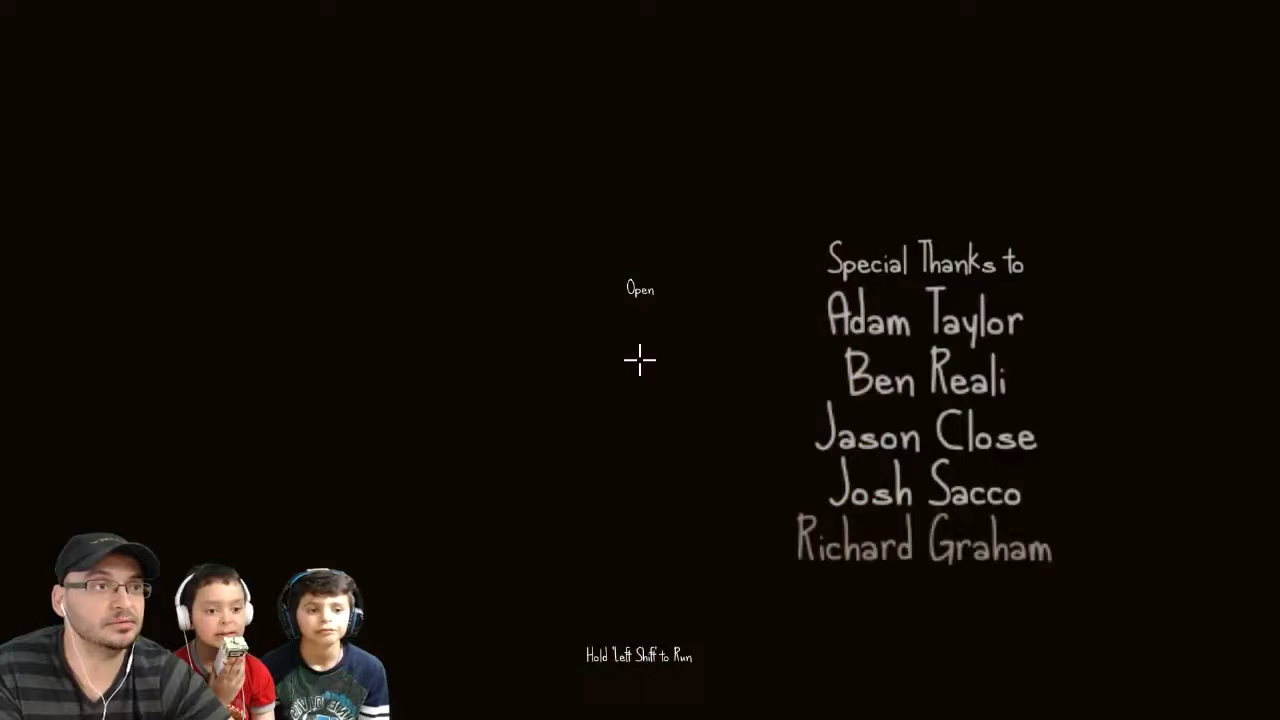 Special Thanks to
Adam Taylor
Open
Ben Reali
Jason Close
Josh Sacco
Richard Graham
Hold 'Left Shift' to Run